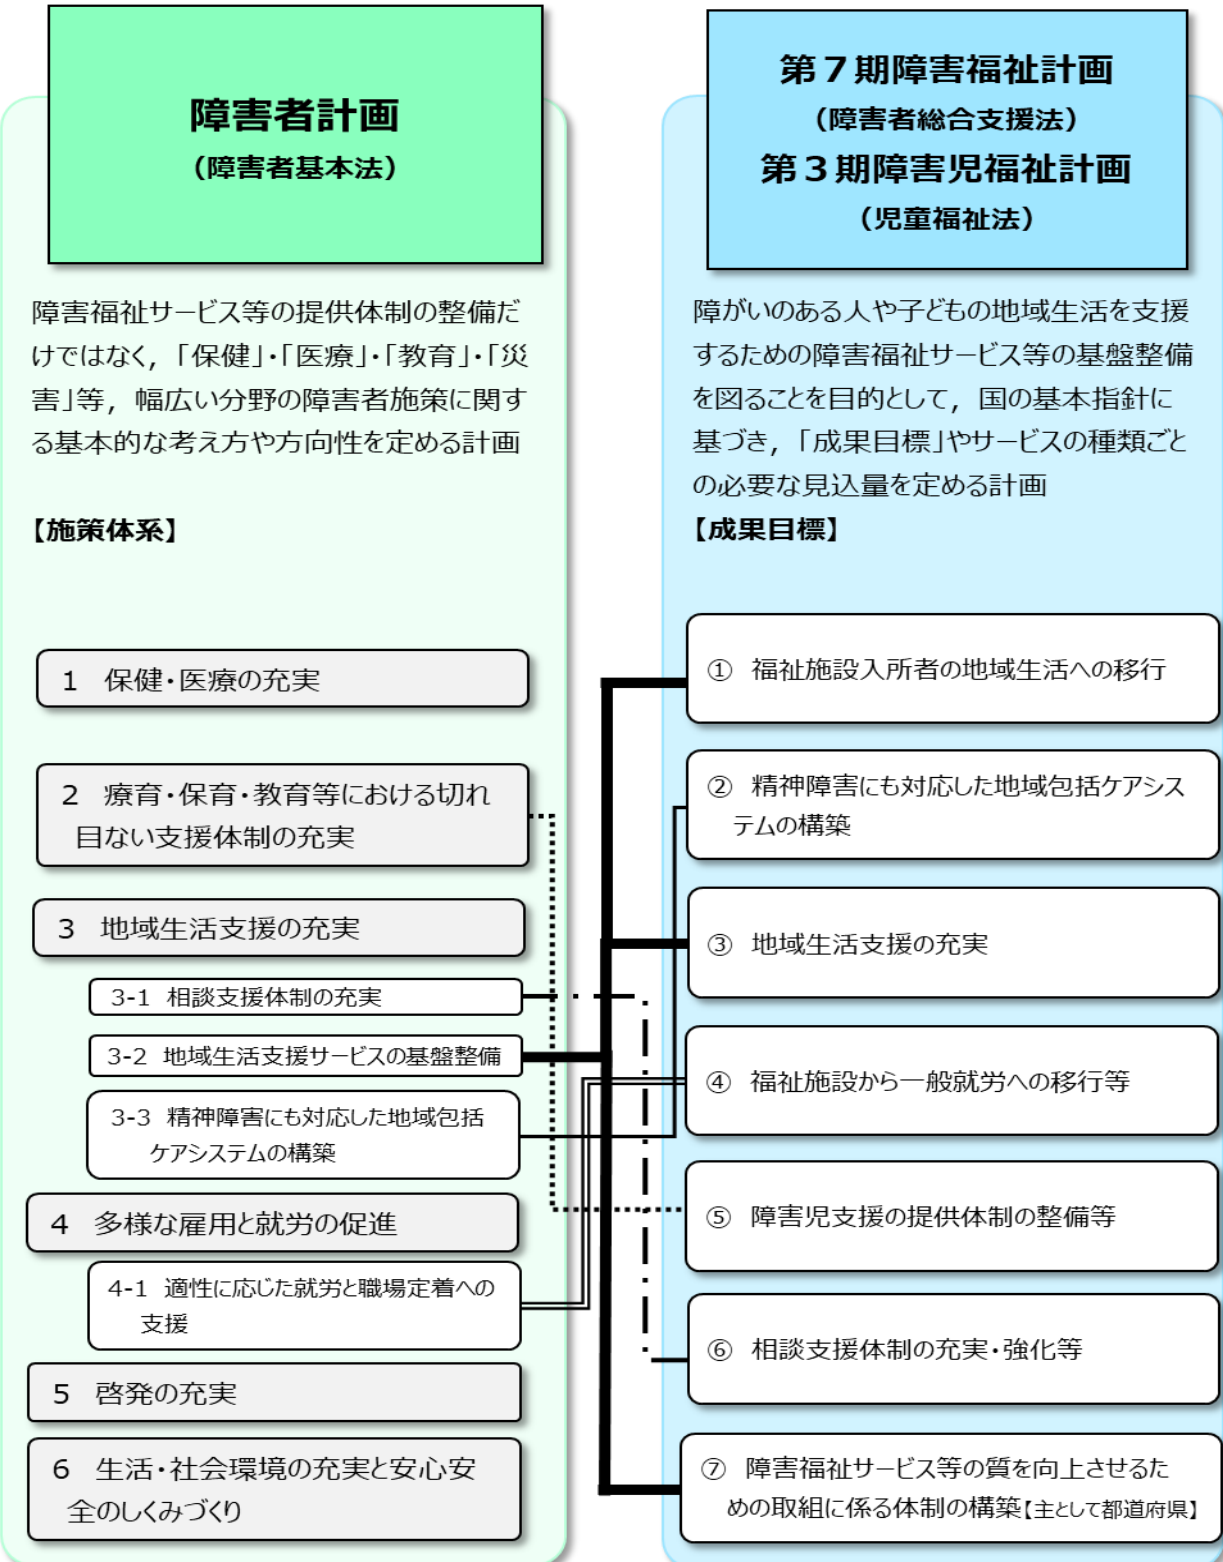 障害者計画
（障害者基本法）
障害福祉サービス等の提供体制の整備だ
けではなく，「保健」・「医療」・「教育」・「災
害」等，幅広い分野の障害者施策に関す
る基本的な考え方や方向性を定める計画
【施策体系】
1 保健・医療の充実
2 療育・保育・教育等における切れ
目ない支援体制の充実
3 地域生活支援の充実
3-1 相談支援体制の充実
3-2 地域生活支援サービスの基盤整備
3-3 精神障害にも対応した地域包括
ケアシステムの構築
4 多様な雇用と就労の促進
4-1 適性に応じた就労と職場定着への
支援
5 啓発の充実
6 生活・社会環境の充実と安心安
全のしくみづくり
第７期障害福祉計画
（障害者総合支援法）
第３期障害児福祉計画
（児童福祉法）
障がいのある人や子どもの地域生活を支援
するための障害福祉サービス等の基盤整備
を図ることを目的として，国の基本指針に
基づき，「成果目標」やサービスの種類ごと
の必要な見込量を定める計画
【成果目標】
① 福祉施設入所者の地域生活への移行
② 精神障害にも対応した地域包括ケアシス
テムの構築
③ 地域生活支援の充実
④ 福祉施設から一般就労への移行等
⑤ 障害児支援の提供体制の整備等
⑥ 相談支援体制の充実・強化等
⑦ 障害福祉サービス等の質を向上させるた
めの取組に係る体制の構築【主として都道府県】